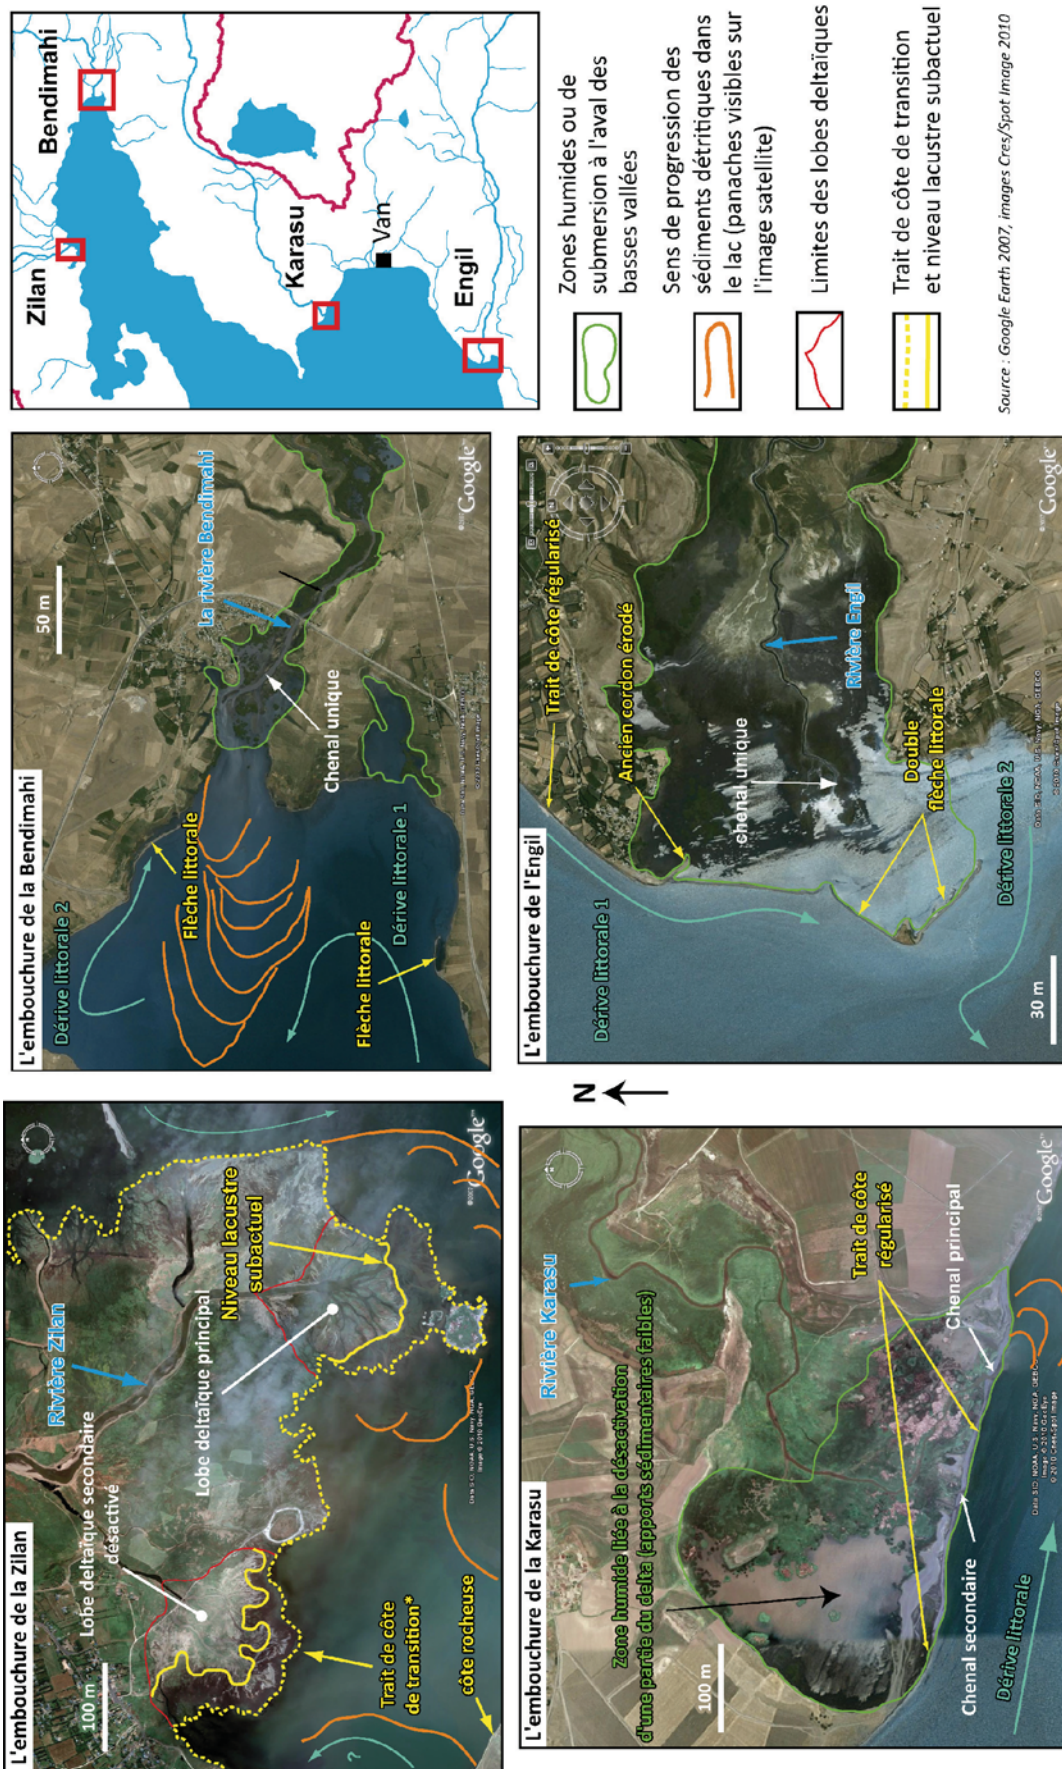 L'embouchure de la Zilan
Rivière Zilan
Lobe deltaïque secondaire
désactivé
Lobe deltaïque principal
Niveau lacustre
subactuel
100 m
Trait de côte
de transition*
côte rocheuse
?
Google
L'embouchure de la Bendimahi
50 m
La rivière Bendimahi
Chenal unique
Flèche littorale
Dérive littorale 2
Dérive littorale 1
Flèche littorale
Google
Zilan
Bendimahi
Karasu
Van
Engil
L'embouchure de la Karasu
Rivière Karasu
Zone humide liée à la désactivation
d'une partie du delta (apports sédimentaires faibles)
100 m
Trait de côte
régularisé
Chenal principal
Chenal secondaire
Dérive littorale
Google
N
L'embouchure de l'Engil
Trait de côte régularisé
Ancien cordon érodé
Rivière Engil
chenal unique
Double
flèche littorale
Dérive littorale 1
Dérive littorale 2
30 m
Google
Zones humides ou de
submersion à l'aval des
basses vallées
Sens de progression des
sédiments détritiques dans
le lac (panaches visibles sur
l'image satellite)
Limites des lobes deltaïques
Trait de côte de transition
et niveau lacustre subactuel
Source : Google Earth 2007, images Cnes/Spot Image 2010